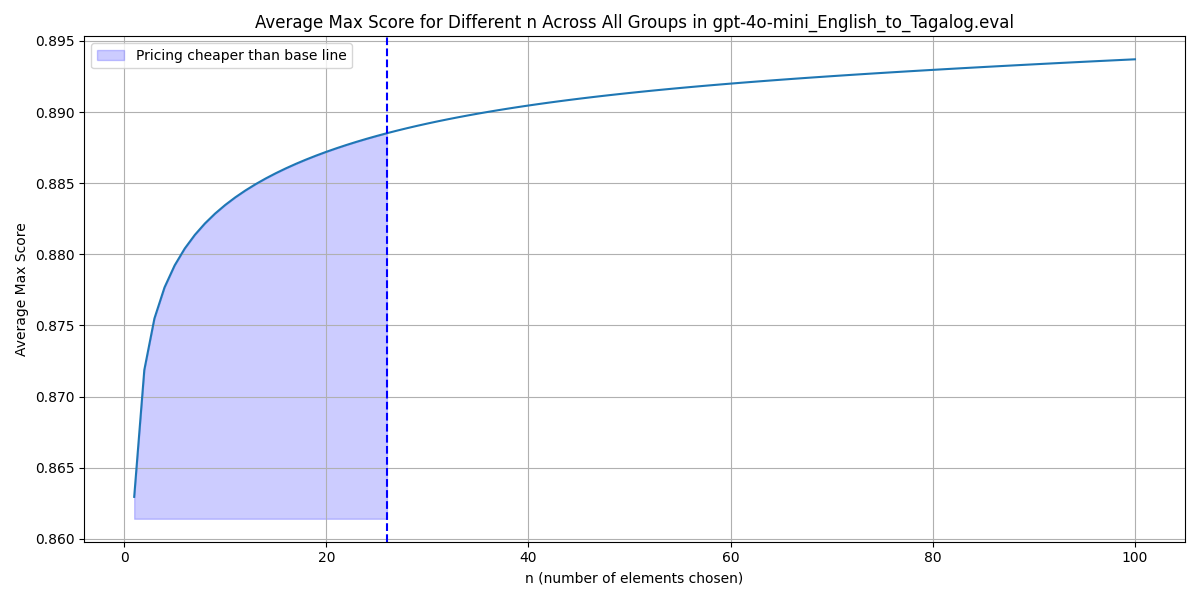 Average Max Score for Different n Across All Groups in gpt-4o-mini_English_to_Tagalog.eval
Pricing cheaper than base line
Average Max Score
0.895
0.890
0.885
0.880
0.875
0.870
0.865
0.860
0 20 40 60 80 100
n (number of elements chosen)